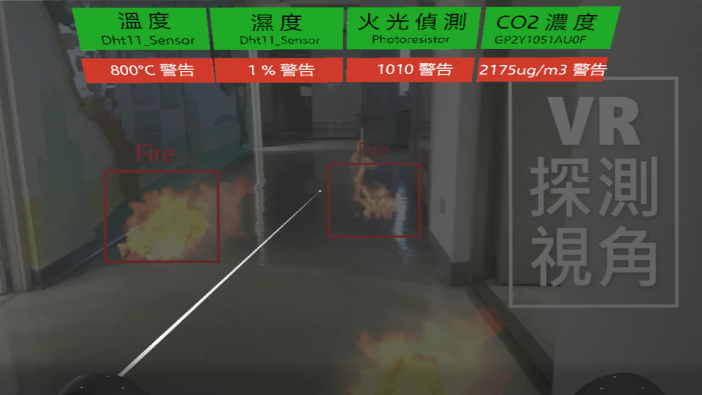 溫度
Dht11_Sensor
濕度
Dht11_Sensor
火光偵測
Photoresistor
CO2 濃度
GP2Y1051AU0F
800°C 警告
1 % 警告
1010 警告
2175ug/m3 警告
Fire
Fire
VR
探測
視角